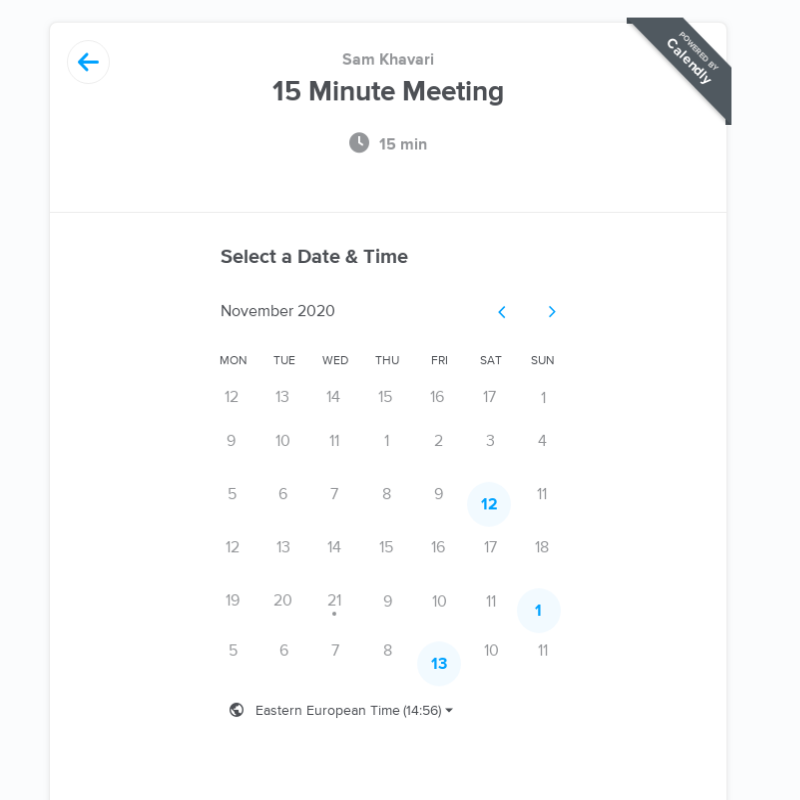 POWERED BY
Calendly
Sam Khavari
15 Minute Meeting
15 min
Select a Date & Time
November 2020
MON TUE WED THU FRI SAT SUN
12 13 14 15 16 17 1
9 10 11 1 2 3 4
5 6 7 8 9 12 11
12 13 14 15 16 17 18
19 20 21 9 10 11 1
5 6 7 8 13 10 11
Eastern European Time (14:56)